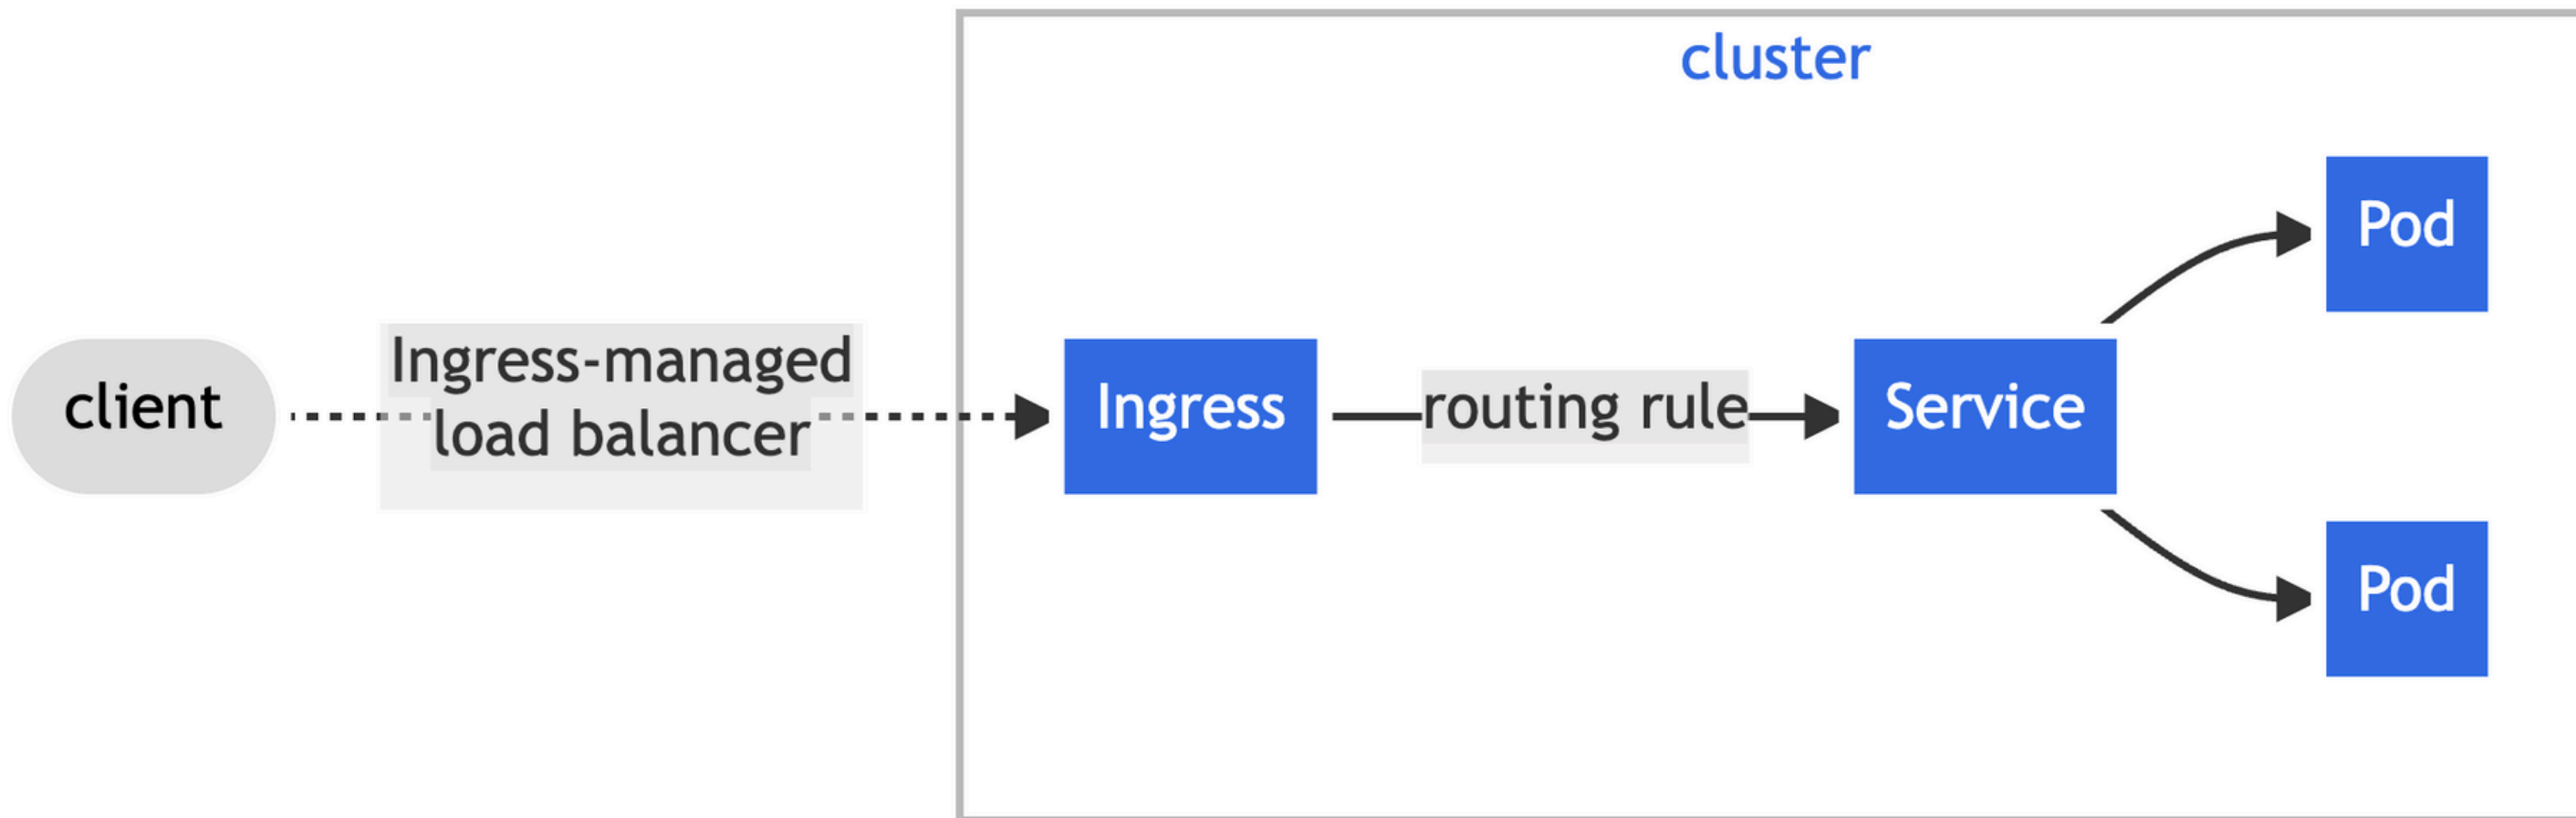 cluster
client
Ingress-managed
load balancer
Ingress
routing rule
Service
Pod
Pod